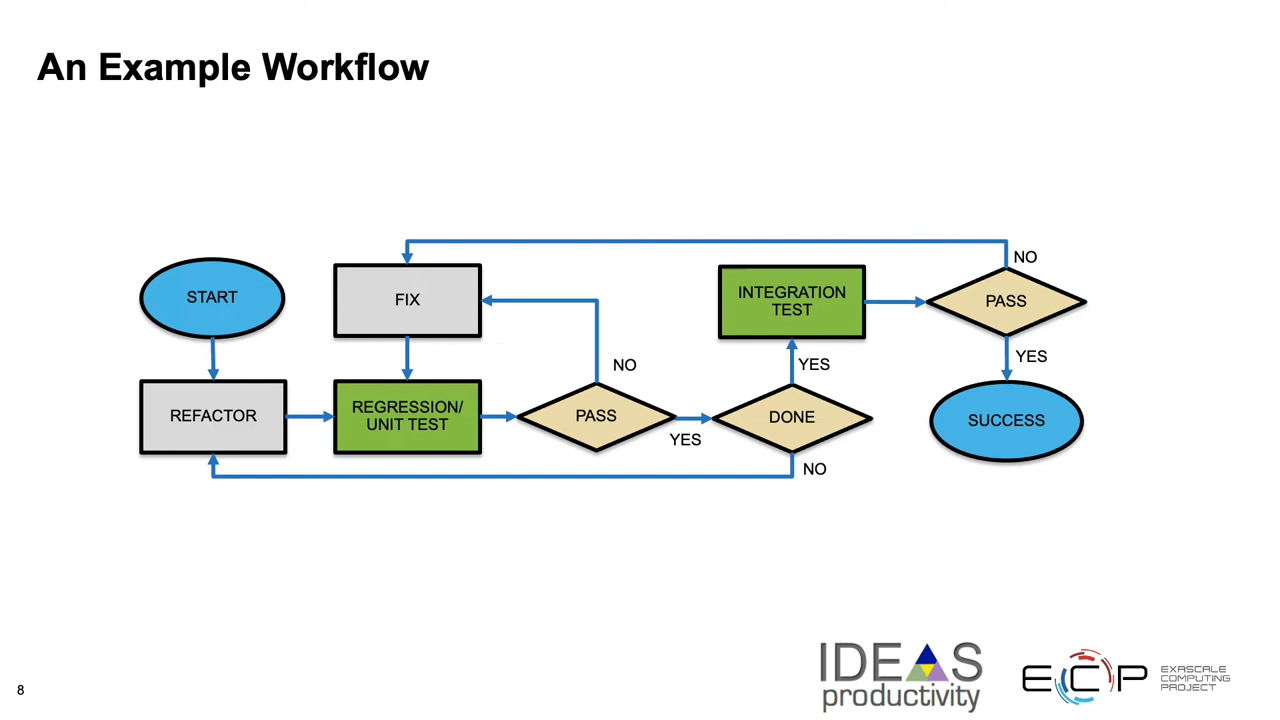 An Example Workflow
START
FIX
INTEGRATION
TEST
NO
PASS
YES
NO
YES
REFACTOR
REGRESSION/
UNIT TEST
PASS
YES
DONE
NO
SUCCESS
IDEAS
productivity
ECP
EXASCALE
COMPUTING
PROJECT
8